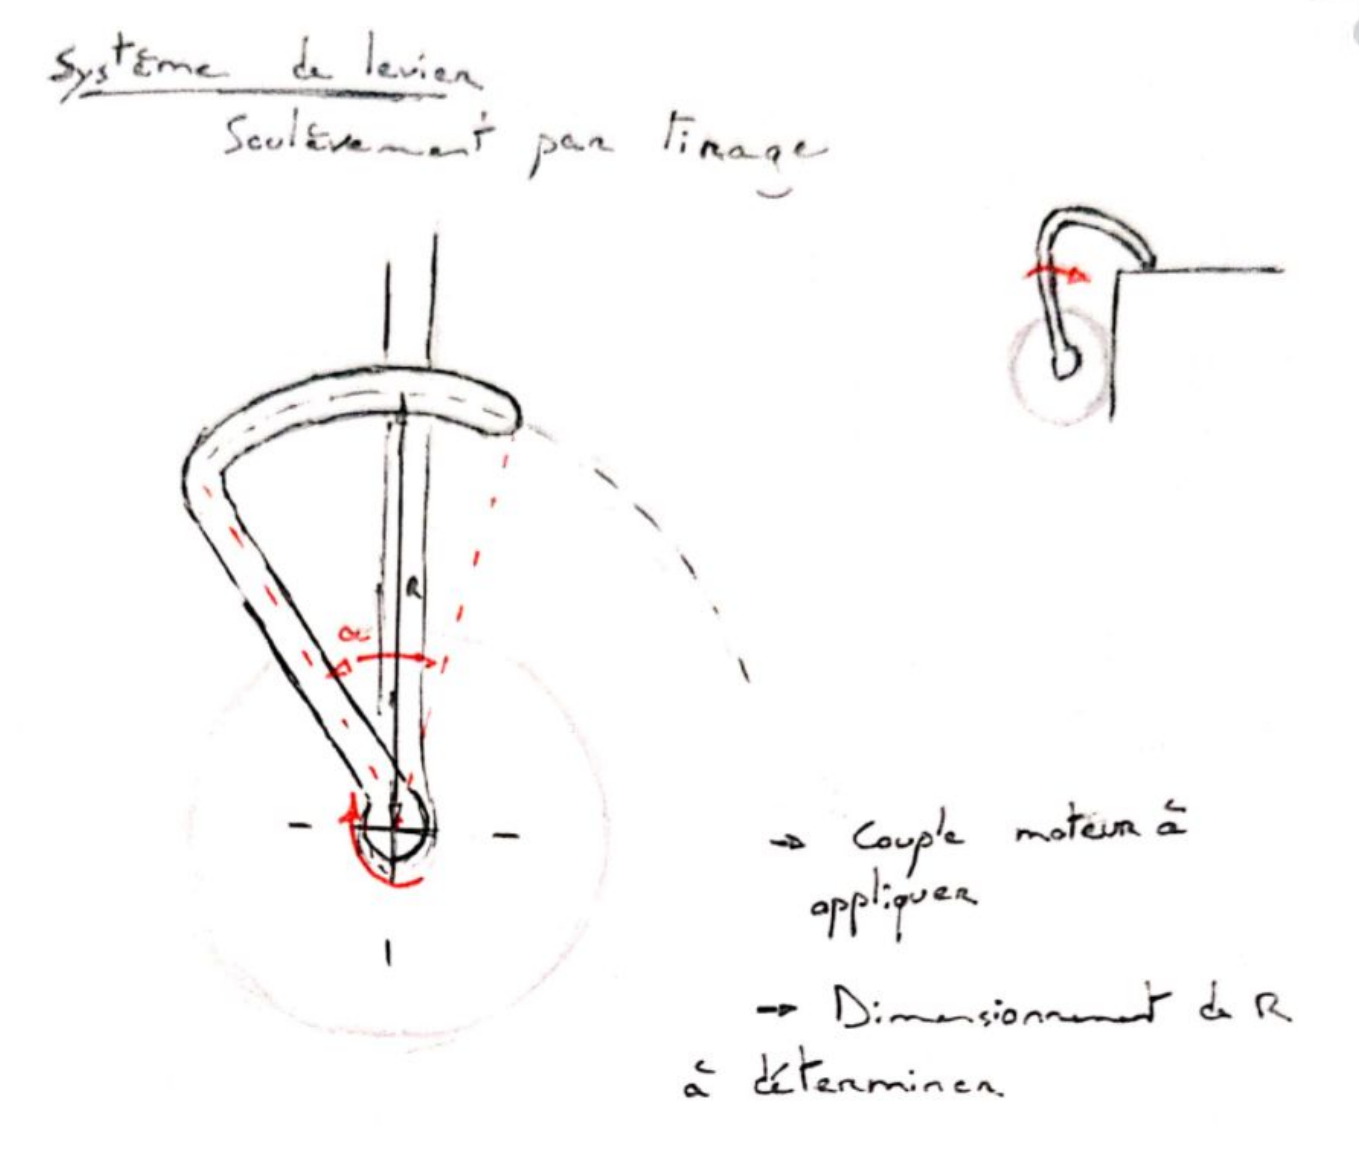 Système de levier
Soulèvement par tirage
R
α
→ Couple moteur à
appliquer
→ Dimensionnement de R
à déterminer